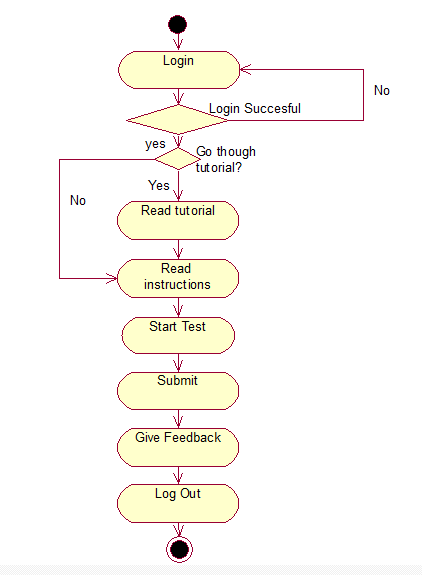 Login
No
Login Succesful
yes
Go though
tutorial?
Yes
No
Read tutorial
Read
instructions
Start Test
Submit
Give Feedback
Log Out